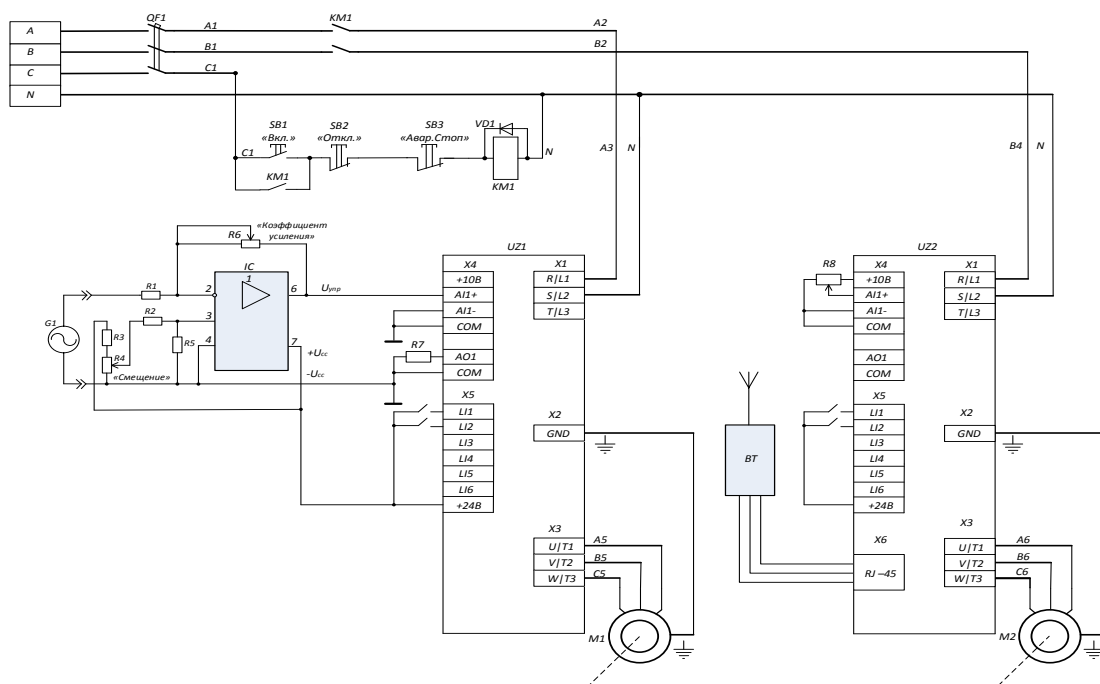 QF1
KM1
A
A1
A2
B
B1
B2
C
C1
N
SB1
«Вкл.»
SB2
«Откл.»
SB3
«Авар.Стоп»
VD1
C1
N
A3
N
B4
N
KM1
KM1
«Коэффициент
усиления»
R6
UZ1
UZ2
IC
1
X4
X1
+10В
R|L1
R1
2
6
Uупр
AI1+
S|L2
AI1-
T|L3
COM
G1
R2
3
R3
R5
4
7
+Ucc
R7
AO1
R4
-Ucc
COM
«Смещение»
X5
LI1
X2
LI2
GND
LI3
LI4
LI5
LI6
+24В
X3
U|T1
A5
V|T2
B5
W|T3
C5
M1
R8
X4
X1
+10В
R|L1
AI1+
S|L2
AI1-
T|L3
COM
AO1
COM
X5
LI1
X2
LI2
GND
LI3
BT
LI4
LI5
LI6
+24В
X3
X6
U|T1
A6
V|T2
B6
RJ –45
W|T3
C6
M2